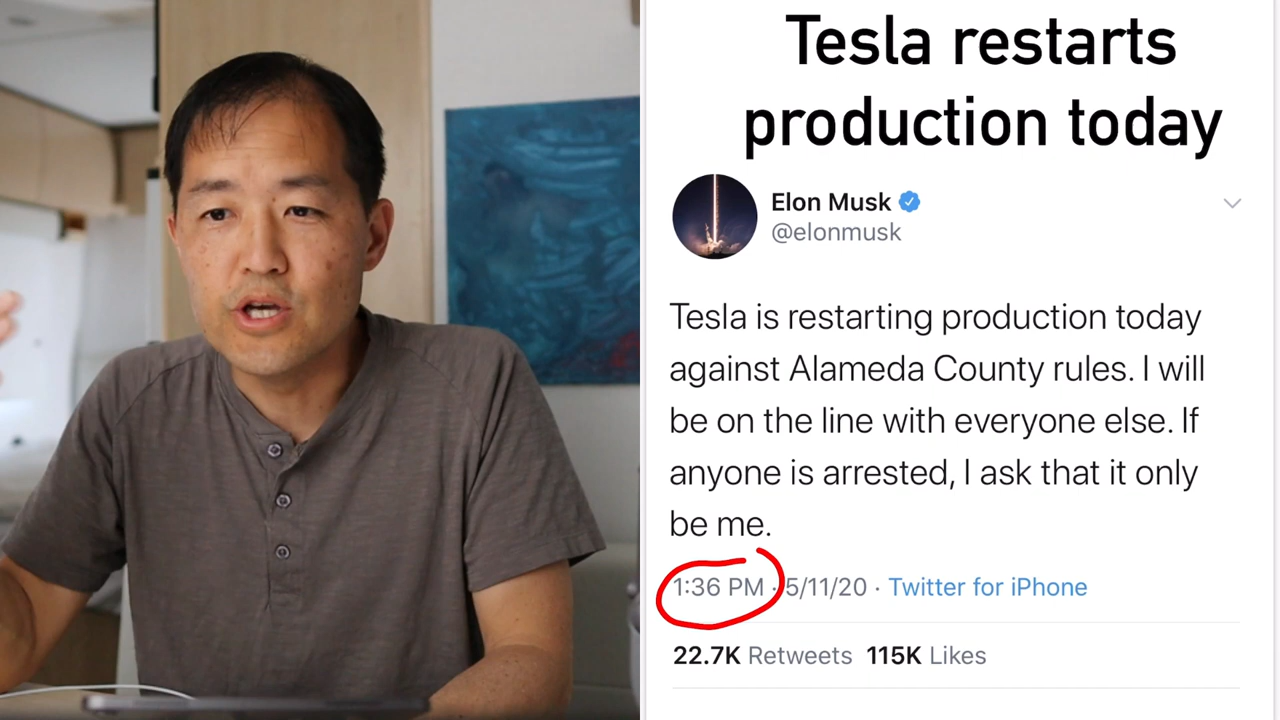 Tesla restarts
production today
Elon Musk
@elonmusk
Tesla is restarting production today
against Alameda County rules. I will
be on the line with everyone else. If
anyone is arrested, I ask that it only
be me.
1:36 PM · 5/11/20 · Twitter for iPhone
22.7K Retweets 115K Likes